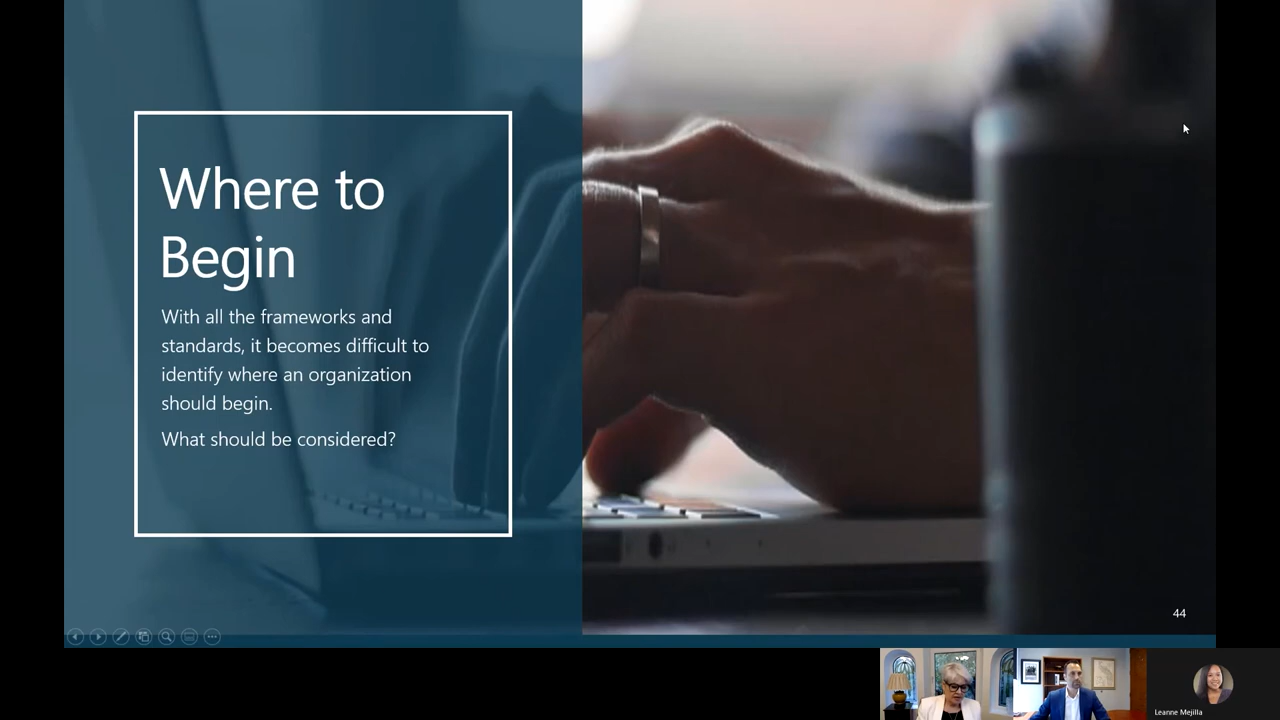 Where to
Begin
With all the frameworks and
standards, it becomes difficult to
identify where an organization
should begin.
What should be considered?
44
Leanne Mejilla